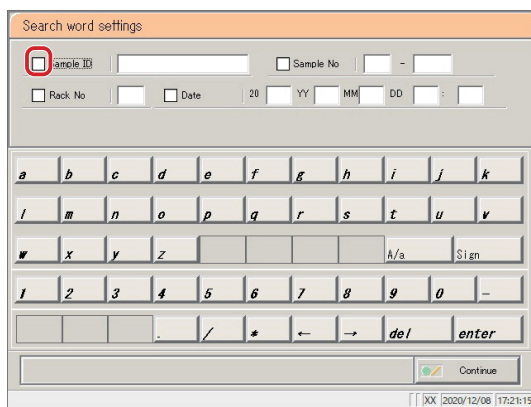 Search word settings
Sample ID Sample No -
Rack No Date 20 YY MM DD :
a b c d e f g h i j k
l m n o p q r s t u v
w x y z A/a Sign
1 2 3 4 5 6 7 8 9 0 -
. / * ← → del enter
Continue
XX 2020/12/08 17:21:19